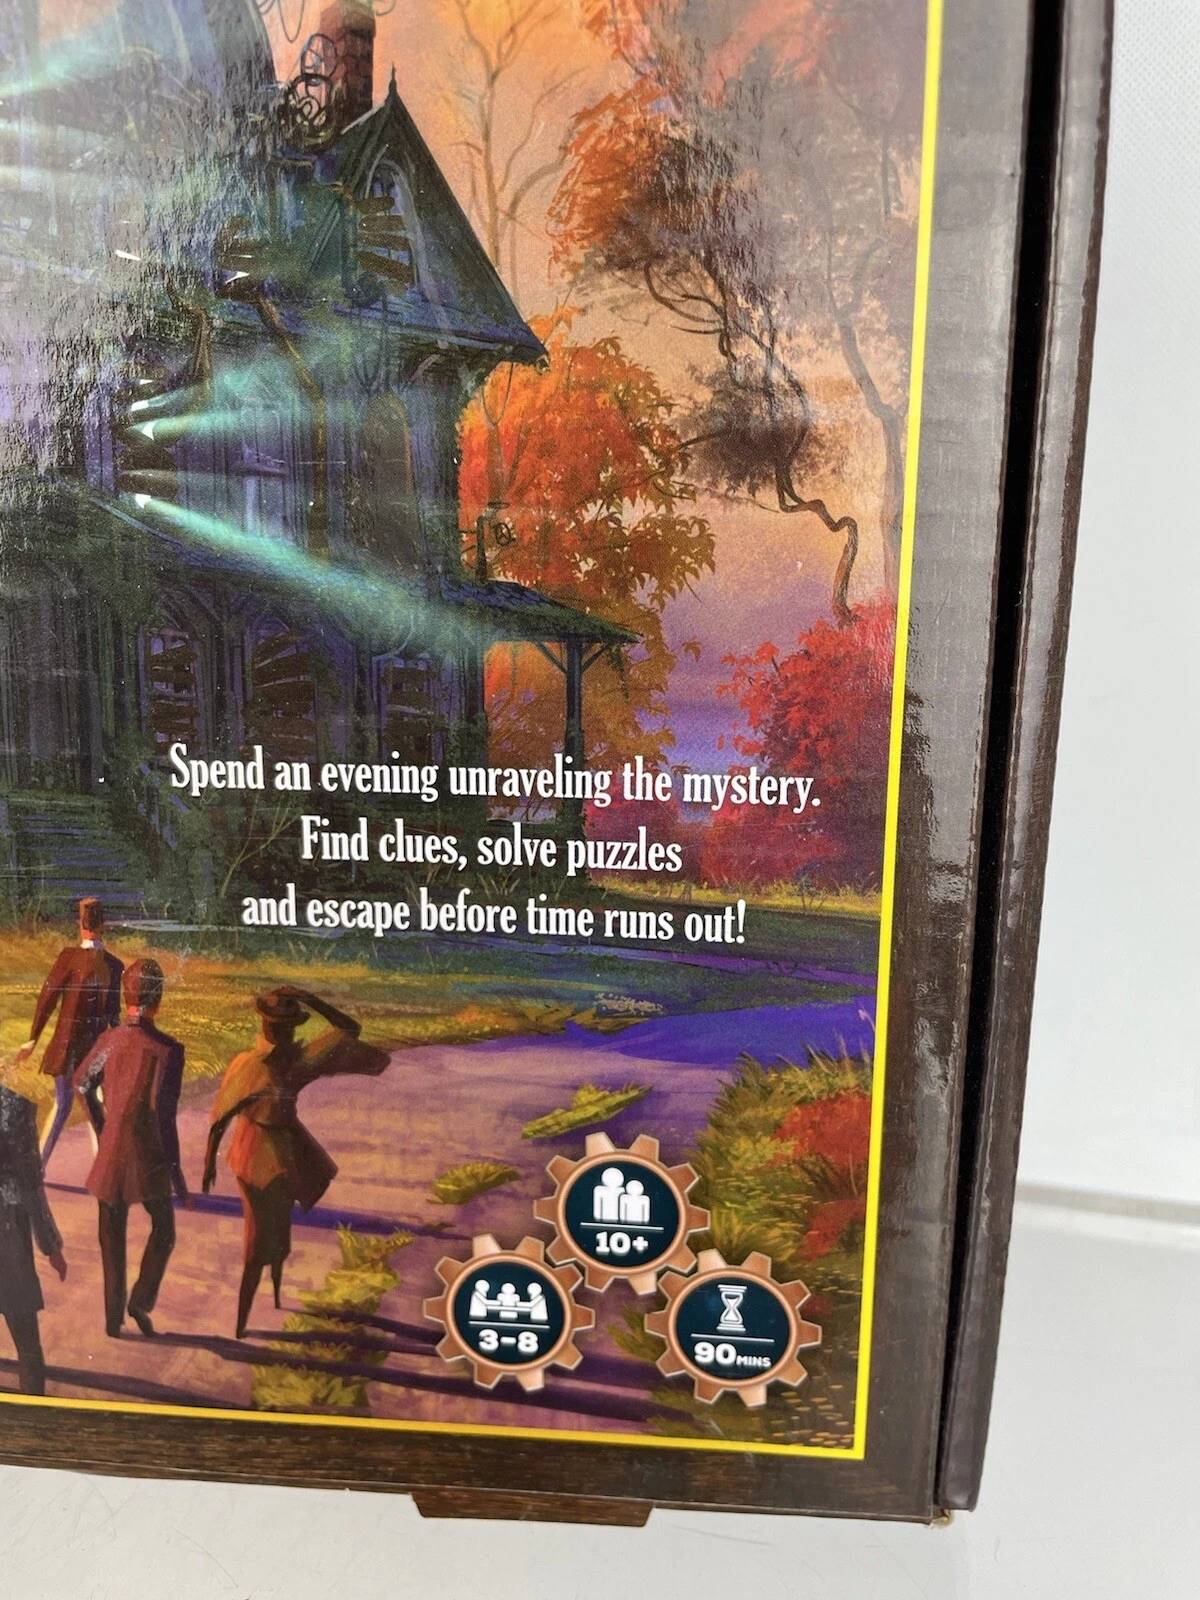 Spend an evening unraveling the mystery.
Find clues, solve puzzles
and escape before time runs out!
10+
3-8
90MINS